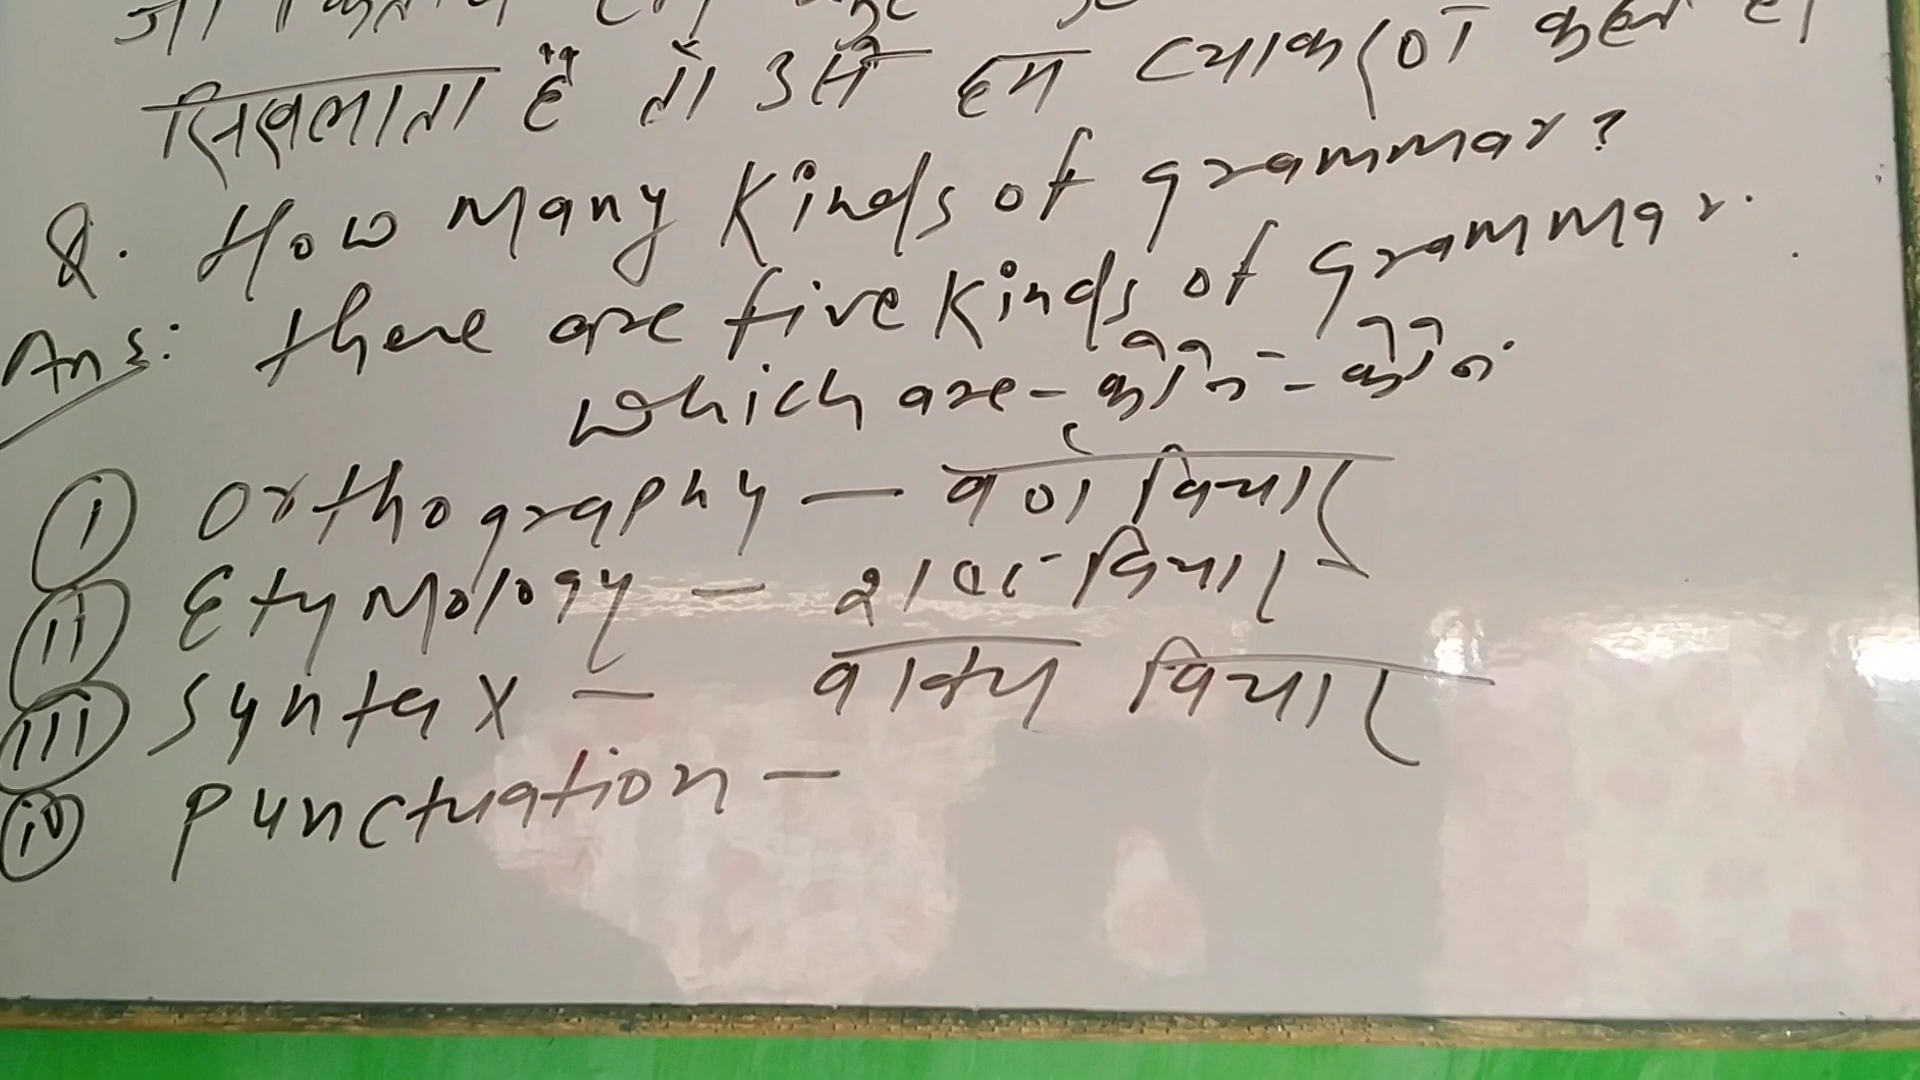 सिखलाता है तो उसे हम व्याकरण कहते है।
Q. How Many Kinds of grammar?
Ans: there are five kinds of Grammar.
which are - कौन - कौन
i Orthography — वर्ण विचार
ii Etymology — शब्द विचार
iii Syntax — वाक्य विचार
iv Punctuation —